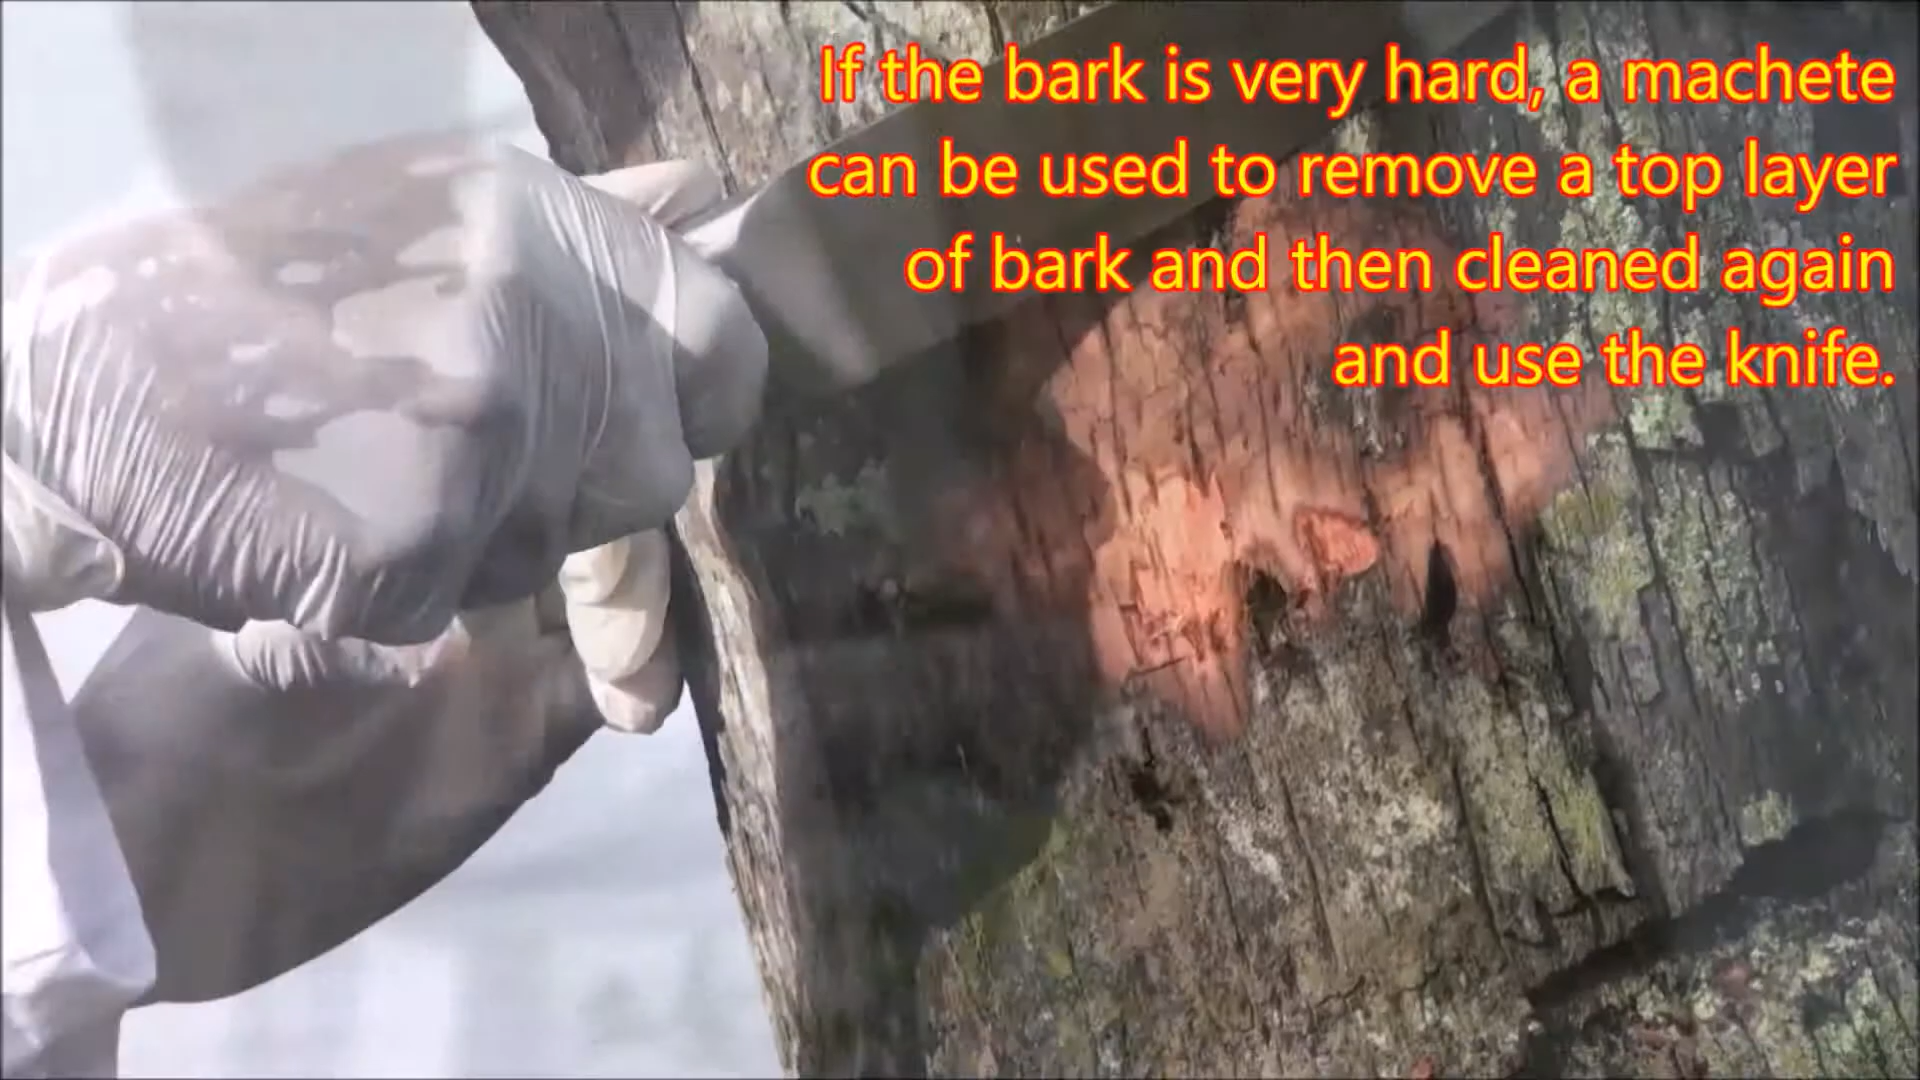 If the bark is very hard, a machete
can be used to remove a top layer
of bark and then cleaned again
and use the knife.